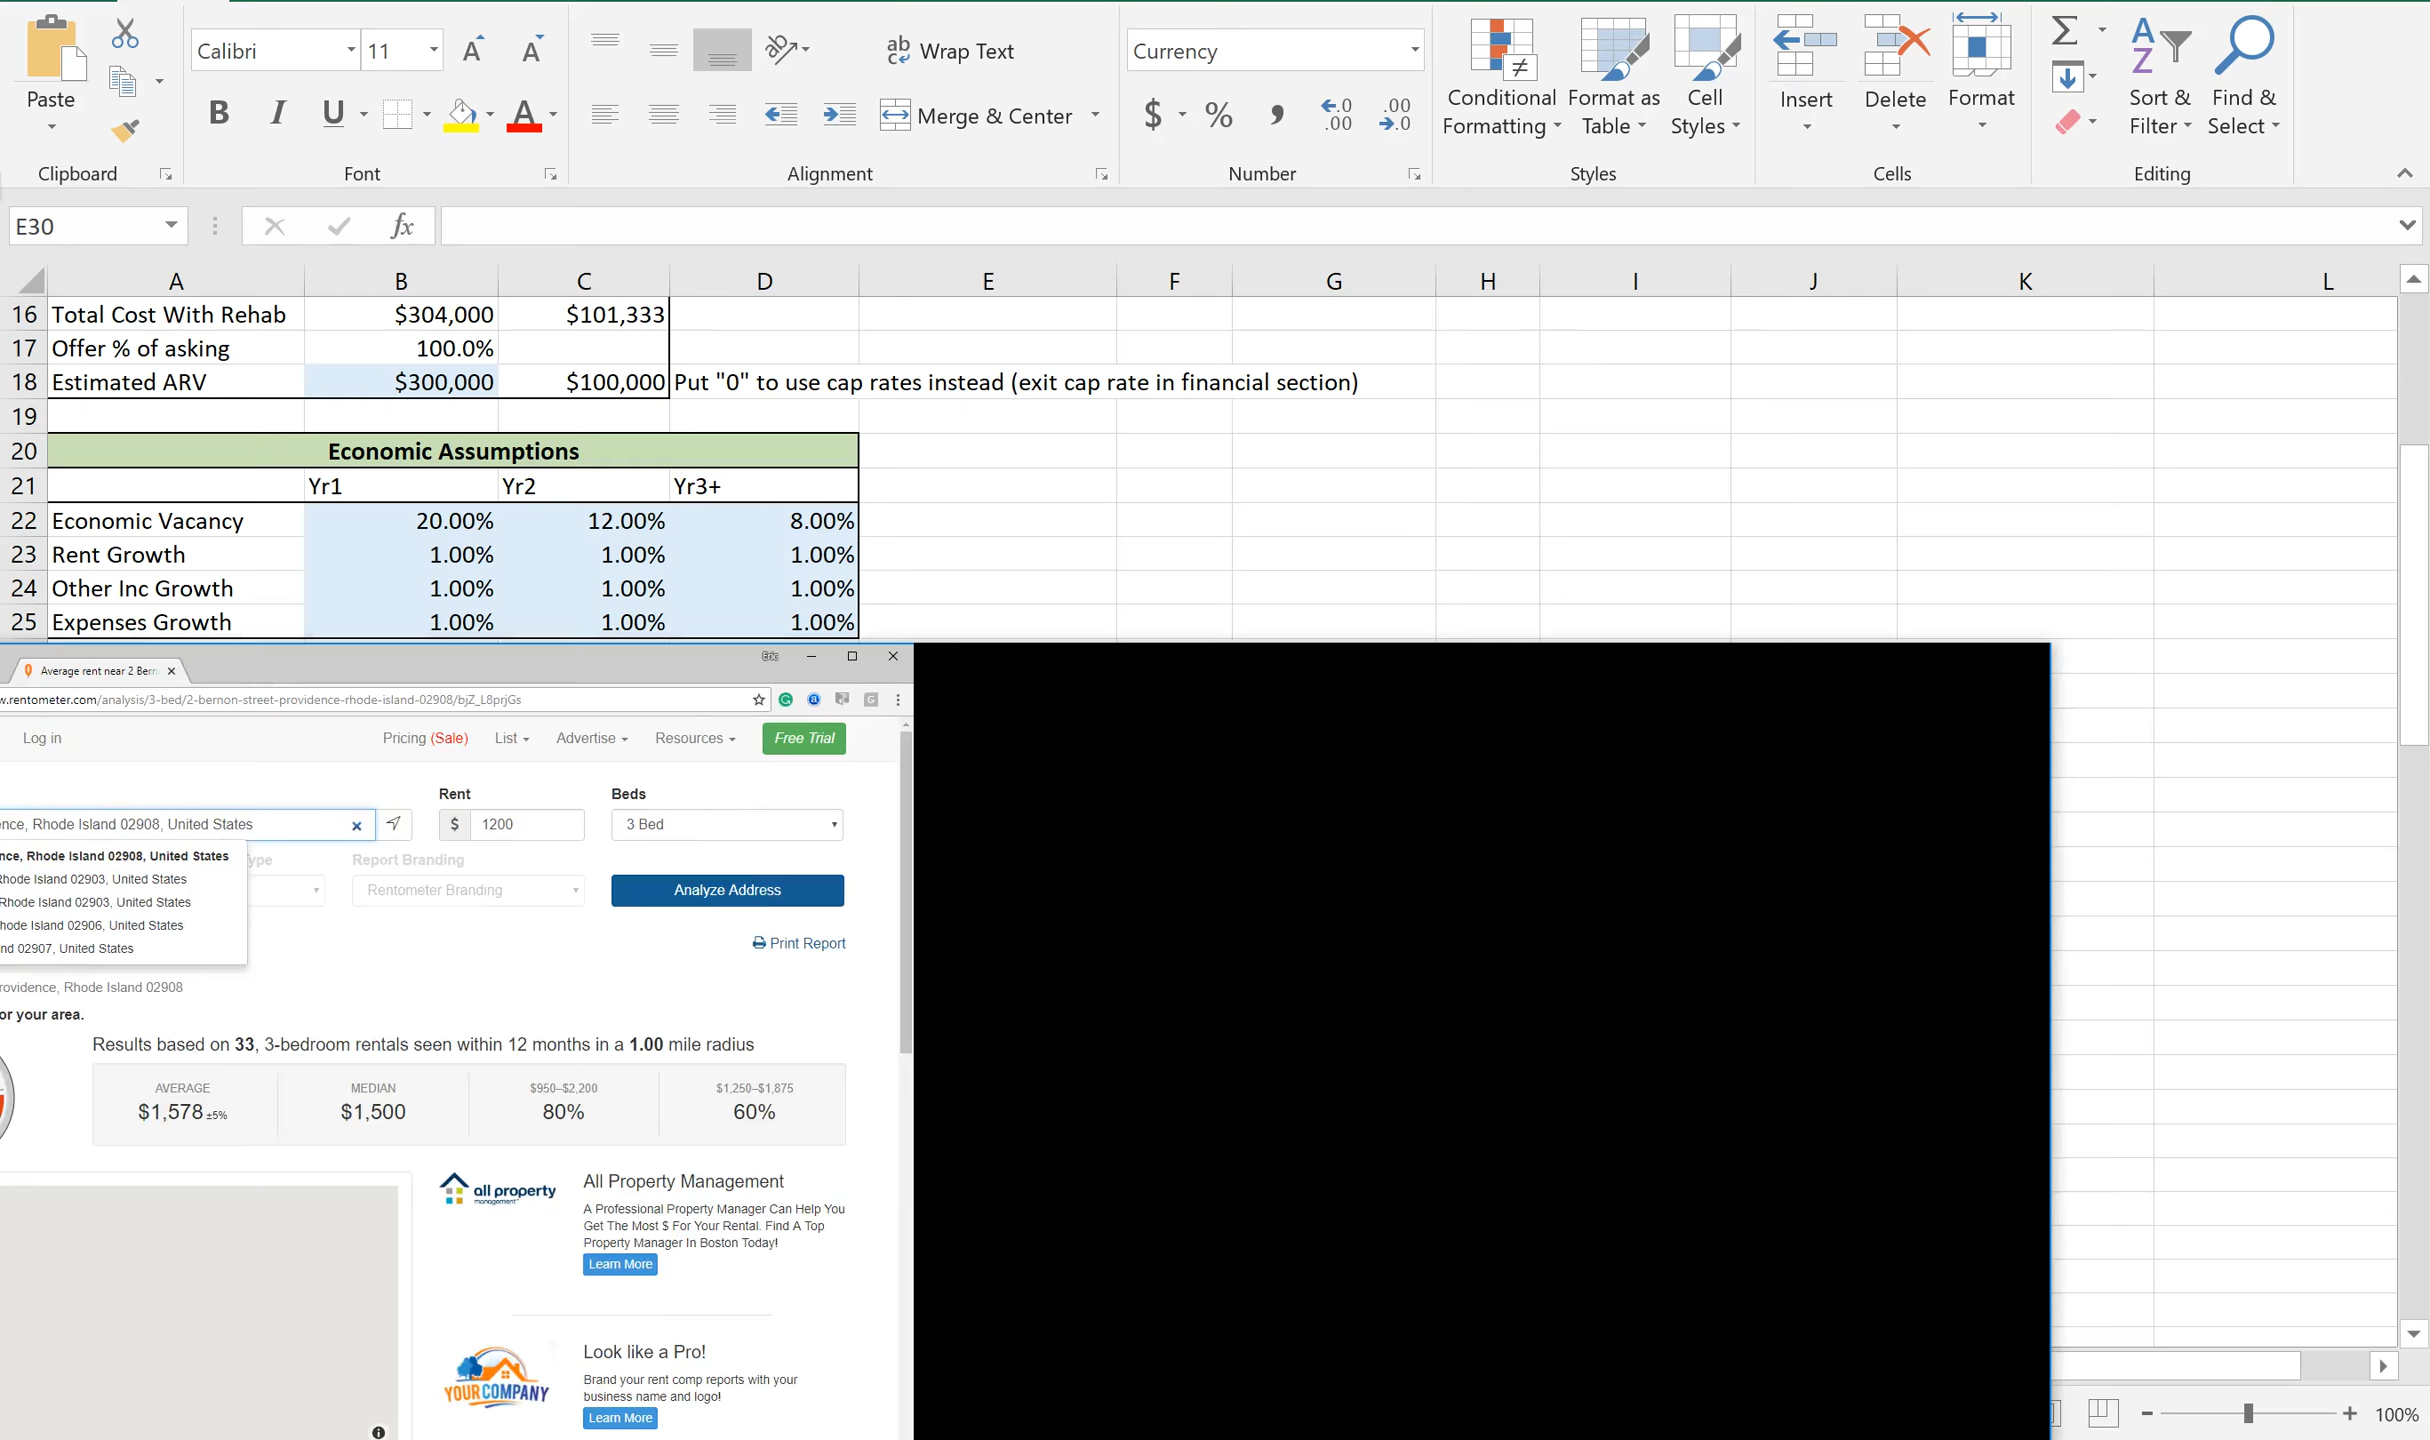 Paste
Clipboard
Calibri 11 A A
B I U A
Font
ab Wrap Text
Merge & Center
Alignment
Currency
$ % , .0 .00 .00 .0
Number
Conditional Formatting
Format as Table
Cell Styles
Styles
Insert Delete Format
Cells
Σ
Sort & Filter
Find & Select
Editing
E30 fx
A B C D E F G H I J K L
16 Total Cost With Rehab $304,000 $101,333
17 Offer % of asking 100.0%
18 Estimated ARV $300,000 $100,000 Put "0" to use cap rates instead (exit cap rate in financial section)
19
20 Economic Assumptions
21 Yr1 Yr2 Yr3+
22 Economic Vacancy 20.00% 12.00% 8.00%
23 Rent Growth 1.00% 1.00% 1.00%
24 Other Inc Growth 1.00% 1.00% 1.00%
25 Expenses Growth 1.00% 1.00% 1.00%
Average rent near 2 Bern Eric
w.rentometer.com/analysis/3-bed/2-bernon-street-providence-rhode-island-02908/bjZ_L8prjGs
Log in Pricing (Sale) List Advertise Resources Free Trial
Rent Beds
ence, Rhode Island 02908, United States $ 1200 3 Bed
nce, Rhode Island 02908, United States
Type Report Branding
Rhode Island 02903, United States
Rentometer Branding Analyze Address
Rhode Island 02903, United States
hode Island 02906, United States
nd 02907, United States
Print Report
rovidence, Rhode Island 02908
or your area.
Results based on 33, 3-bedroom rentals seen within 12 months in a 1.00 mile radius
AVERAGE MEDIAN $950–$2,200 $1,250–$1,875
$1,578 ±5% $1,500 80% 60%
all property
management
All Property Management
A Professional Property Manager Can Help You
Get The Most $ For Your Rental. Find A Top
Property Manager In Boston Today!
Learn More
YOURCOMPANY
Look like a Pro!
Brand your rent comp reports with your
business name and logo!
Learn More
100%